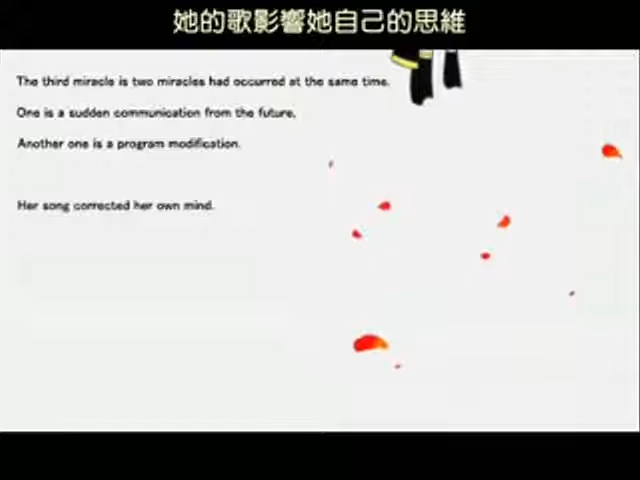 她的歌影響她自己的思維
The third miracle is two miracles had occurred at the same time.
One is a sudden communication from the future.
Another one is a program modification.
Her song corrected her own mind.